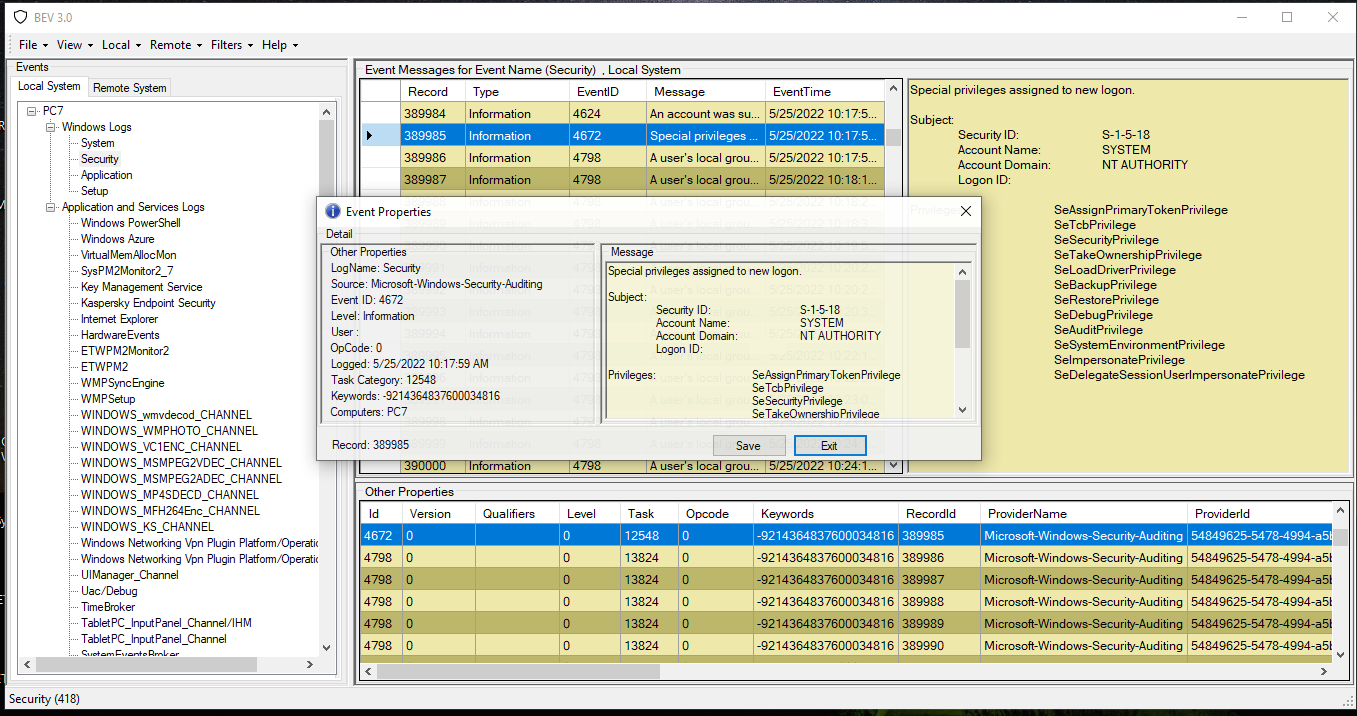 BEV 3.0
File View Local Remote Filters Help
Events
Local System Remote System
PC7
Windows Logs
System
Security
Application
Setup
Application and Services Logs
Windows PowerShell
Windows Azure
VirtualMemAllocMon
SysPM2Monitor2_7
Key Management Service
Kaspersky Endpoint Security
Internet Explorer
HardwareEvents
ETWPM2Monitor2
ETWPM2
WMPSyncEngine
WMPSetup
WINDOWS_wmvdecod_CHANNEL
WINDOWS_WMPHOTO_CHANNEL
WINDOWS_VC1ENC_CHANNEL
WINDOWS_MSMPEG2VDEC_CHANNEL
WINDOWS_MSMPEG2ADEC_CHANNEL
WINDOWS_MP4SDECD_CHANNEL
WINDOWS_MFH264Enc_CHANNEL
WINDOWS_KS_CHANNEL
Windows Networking Vpn Plugin Platform/Operatio
Windows Networking Vpn Plugin Platform/Operatio
UIManager_Channel
Uac/Debug
TimeBroker
TabletPC_InputPanel_Channel/IHM
TabletPC_InputPanel_Channel
SystemEventsBroker
Security (418)
Event Messages for Event Name (Security) , Local System
Record Type EventID Message EventTime
389984 Information 4624 An account was su... 5/25/2022 10:17:5...
389985 Information 4672 Special privileges ... 5/25/2022 10:17:5...
389986 Information 4798 A user's local grou... 5/25/2022 10:17:5...
389987 Information 4798 A user's local grou... 5/25/2022 10:18:1...
390000 Information 4798 A user's local grou... 5/25/2022 10:24:1...
Special privileges assigned to new logon.
Subject:
Security ID: S-1-5-18
Account Name: SYSTEM
Account Domain: NT AUTHORITY
Logon ID:
SeAssignPrimaryTokenPrivilege
SeTcbPrivilege
SeSecurityPrivilege
SeTakeOwnershipPrivilege
SeLoadDriverPrivilege
SeBackupPrivilege
SeRestorePrivilege
SeDebugPrivilege
SeAuditPrivilege
SeSystemEnvironmentPrivilege
SeImpersonatePrivilege
SeDelegateSessionUserImpersonatePrivilege
Event Properties
Detail
Other Properties
LogName: Security
Source: Microsoft-Windows-Security-Auditing
Event ID: 4672
Level: Information
User :
OpCode: 0
Logged: 5/25/2022 10:17:59 AM
Task Category: 12548
Keywords: -9214364837600034816
Computers: PC7
Message
Special privileges assigned to new logon.
Subject:
Security ID: S-1-5-18
Account Name: SYSTEM
Account Domain: NT AUTHORITY
Logon ID:
Privileges: SeAssignPrimaryTokenPrivilege
SeTcbPrivilege
SeSecurityPrivilege
SeTakeOwnershipPrivilege
Record: 389985
Save Exit
Other Properties
Id Version Qualifiers Level Task Opcode Keywords RecordId ProviderName ProviderId
4672 0 0 12548 0 -9214364837600034816 389985 Microsoft-Windows-Security-Auditing 54849625-5478-4994-a5b
4798 0 0 13824 0 -9214364837600034816 389986 Microsoft-Windows-Security-Auditing 54849625-5478-4994-a5b
4798 0 0 13824 0 -9214364837600034816 389987 Microsoft-Windows-Security-Auditing 54849625-5478-4994-a5b
4798 0 0 13824 0 -9214364837600034816 389988 Microsoft-Windows-Security-Auditing 54849625-5478-4994-a5b
4798 0 0 13824 0 -9214364837600034816 389989 Microsoft-Windows-Security-Auditing 54849625-5478-4994-a5b
4798 0 0 13824 0 -9214364837600034816 389990 Microsoft-Windows-Security-Auditing 54849625-5478-4994-a5b